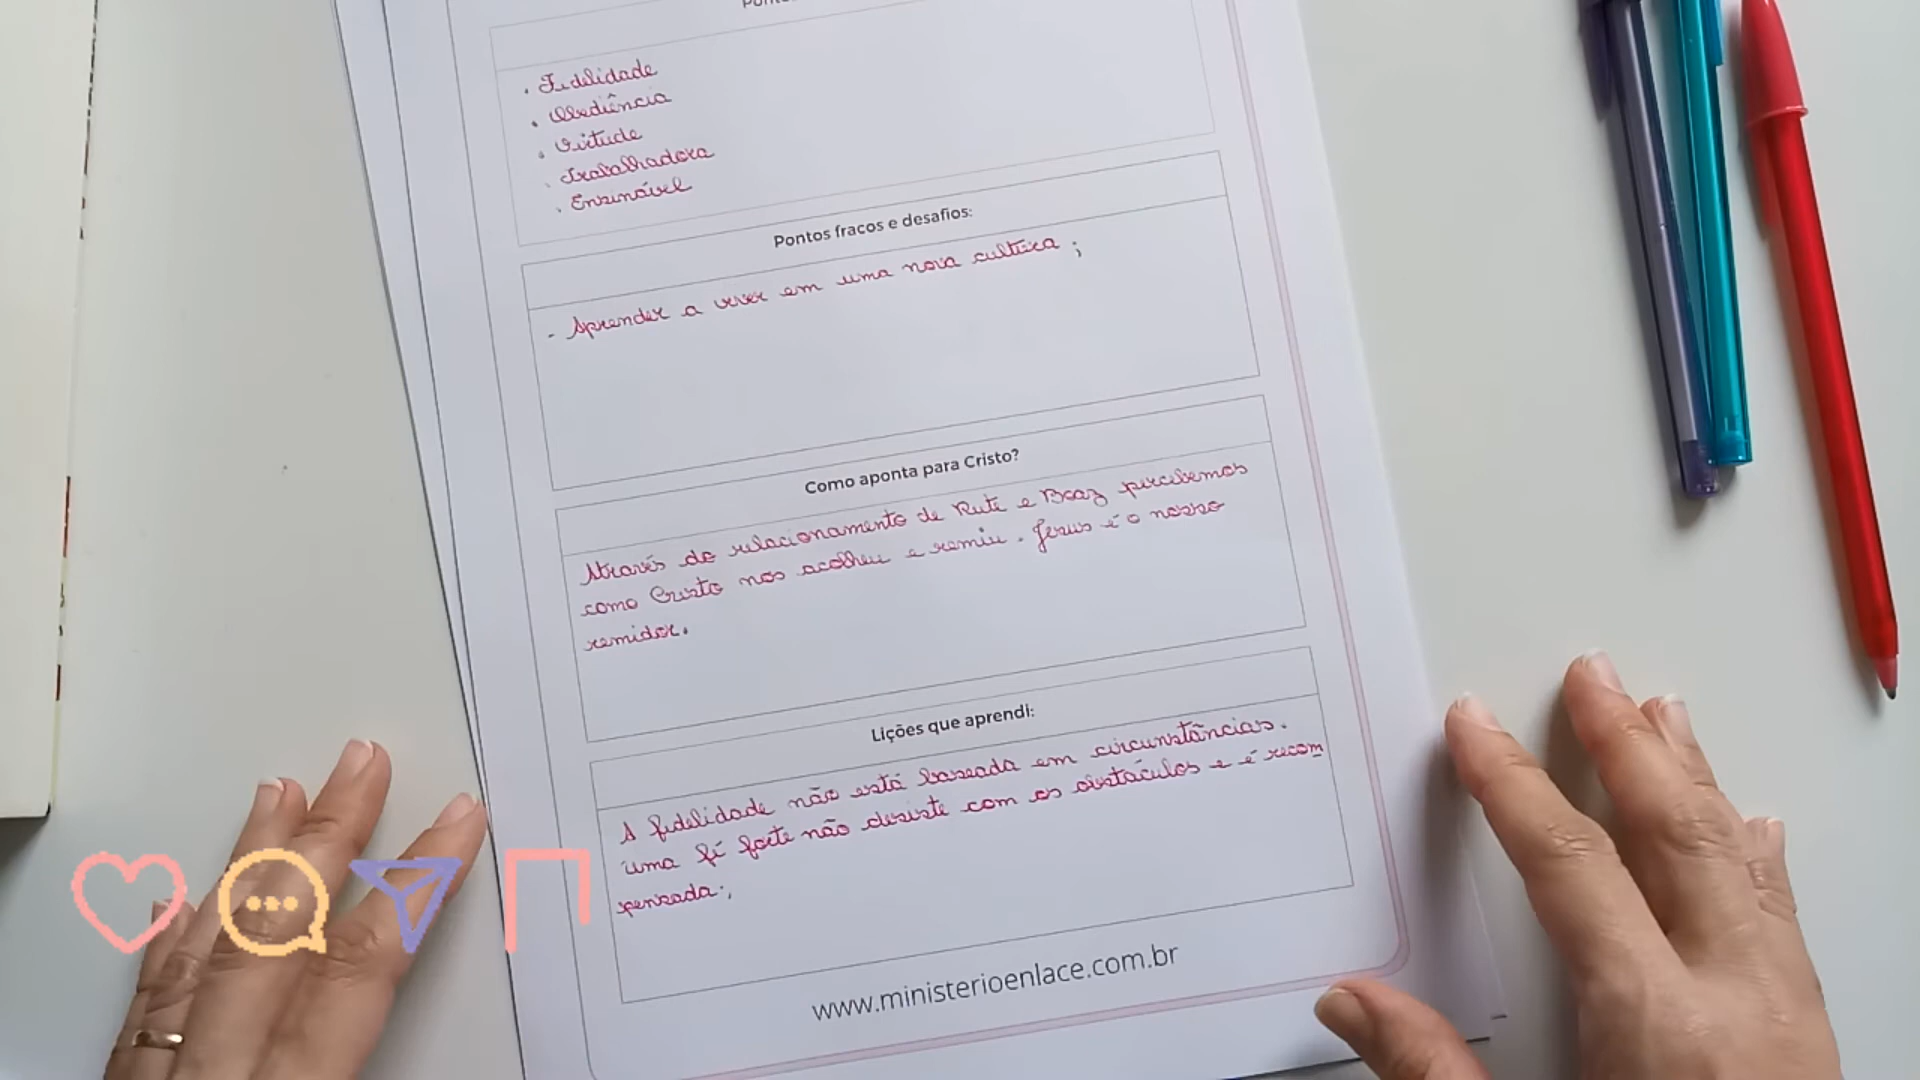 . Fidelidade
. Obediência
. Virtude
. Trabalhadora
. Ensinável
Pontos fracos e desafios:
- Aprender a viver em uma nova cultura ;
Como aponta para Cristo?
Através do relacionamento de Rute e Boaz percebemos
como Cristo nos acolheu e remiu . Jesus é o nosso
remidor.
Lições que aprendi:
A fidelidade não está baseada em circunstâncias.
uma fé forte não desiste com os obstáculos e é recom
pensada;
www.ministerioenlace.com.br